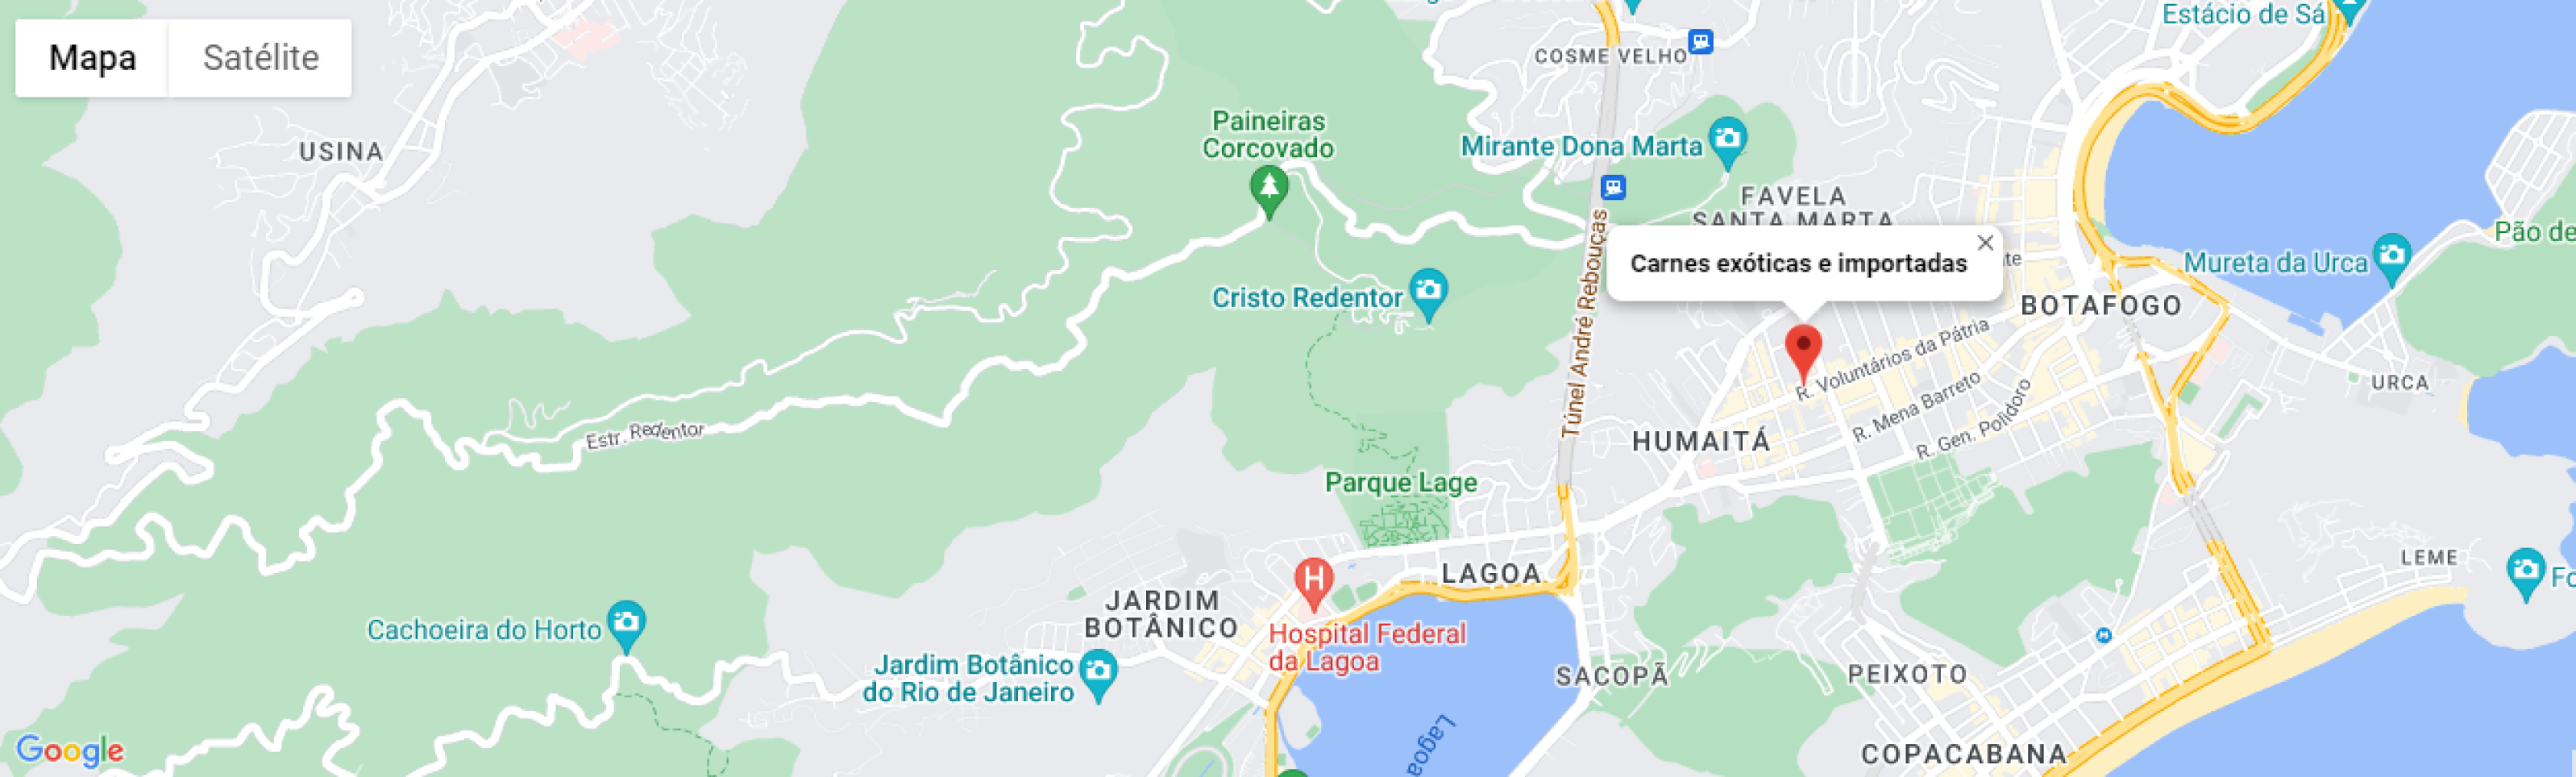 Mapa
Satélite
Estácio de Sá
COSME VELHO
USINA
Paineiras
Corcovado
Mirante Dona Marta
FAVELA
SANTA MARTA
Carnes exóticas e importadas
Pão de
Mureta da Urca
Cristo Redentor
BOTAFOGO
Túnel André Rebouças
R. Voluntários da Pátria
URCA
R. Mena Barreto
R. Gen. Polidoro
Estr. Redentor
HUMAITÁ
Parque Lage
LEME
LAGOA
H
Fo
JARDIM
BOTÂNICO
Cachoeira do Horto
Hospital Federal
da Lagoa
Jardim Botânico
do Rio de Janeiro
SACOPÃ
PEIXOTO
Lagoa
Google
COPACABANA